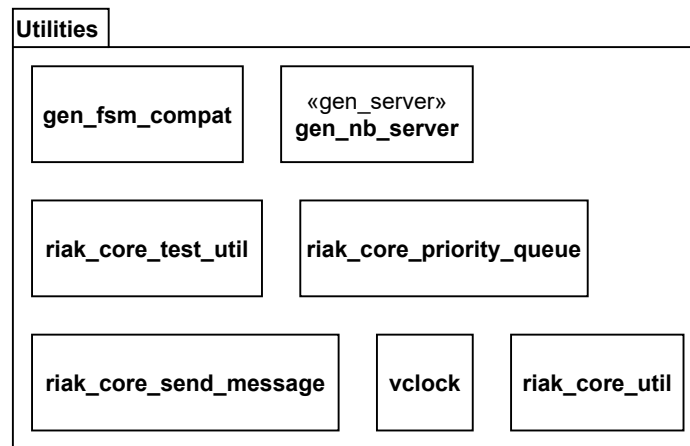 Utilities
gen_fsm_compat
«gen_server»
gen_nb_server
riak_core_test_util
riak_core_priority_queue
riak_core_send_message
vclock
riak_core_util